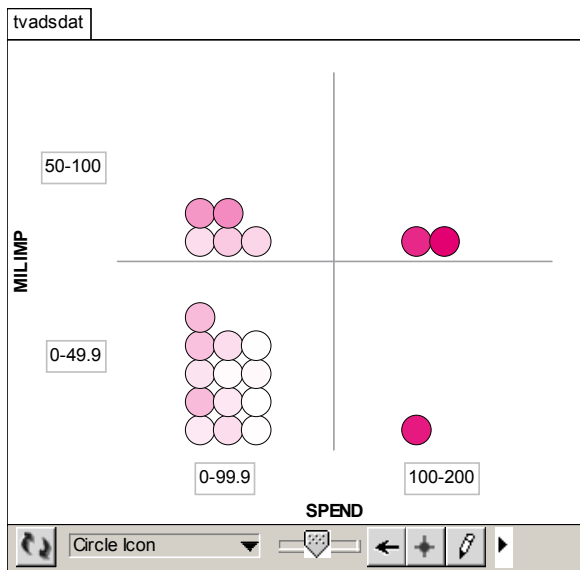 tvadsdat
50-100
MILIMP
0-49.9
0-99.9
100-200
SPEND
Circle Icon